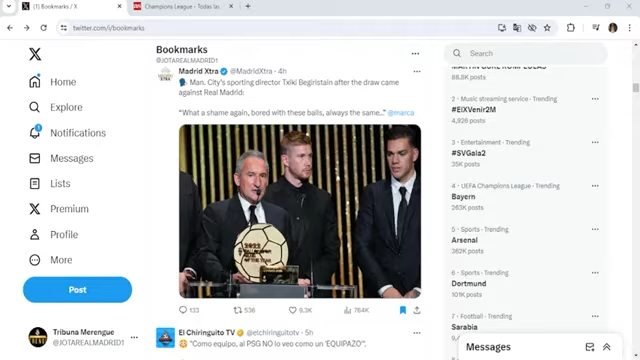 (1) Bookmarks / X
Champions League - Todas las
twitter.com/i/bookmarks
Bookmarks
@JOTAREALMADRID1
Home
Explore
Notifications
Messages
Lists
Premium
Profile
More
Post
Tribuna Merengue
@JOTAREALMADRID1
Madrid Xtra @MadridXtra · 4h
Man. City's sporting director Txiki Begiristain after the draw came
against Real Madrid:
"What a shame again, bored with these balls, always the same..." @marca
133
536
9.3K
764K
El Chiringuito TV @elchiringuitotv · 5h
"Como equipo, al PSG NO lo veo como un 'EQUIPAZO'.
Search
88.8K posts
2 · Music streaming service · Trending
#EIXVenir2M
4,926 posts
3 · Entertainment · Trending
#SVGala2
35K posts
4 · UEFA Champions League · Trending
Bayern
263K posts
5 · Sports · Trending
Arsenal
362K posts
6 · Sports · Trending
Dortmund
101K posts
7 · Football · Trending
Sarabia
Messages